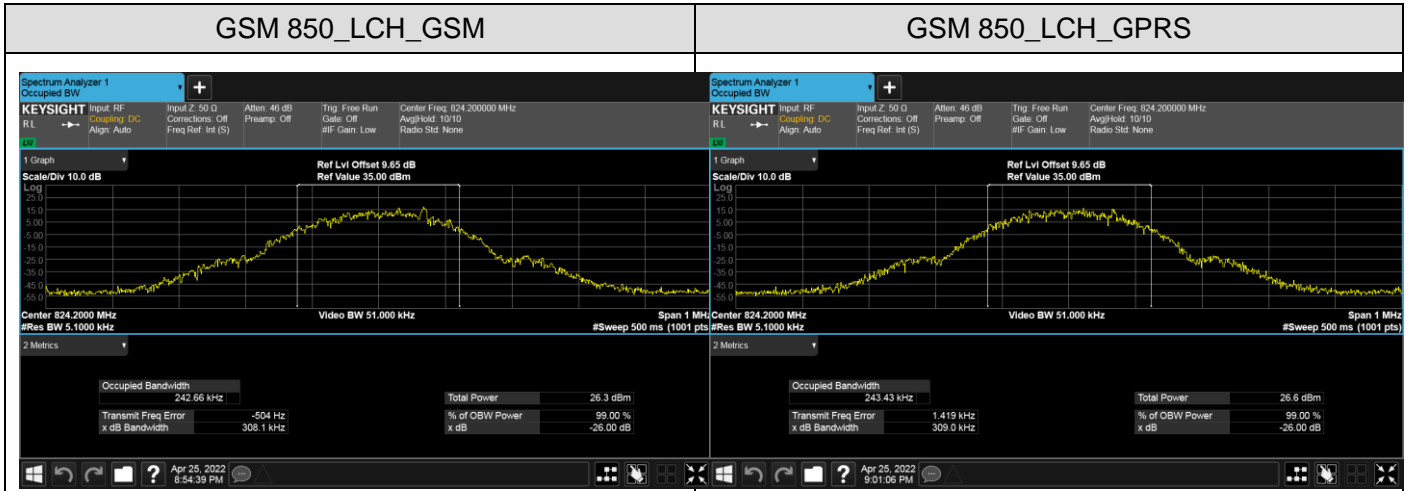 GSM 850_LCH_GSM
Spectrum Analyzer 1
Occupied BW
KEYSIGHT
RL
LXI
Input: RF
Coupling: DC
Align: Auto
Input Z: 50 Ω
Corrections: Off
Freq Ref: Int (S)
Atten: 46 dB
Preamp: Off
Trig: Free Run
Gate: Off
#IF Gain: Low
Center Freq: 824.200000 MHz
Avg|Hold: 10/10
Radio Std: None
1 Graph
Scale/Div 10.0 dB
Ref Lvl Offset 9.65 dB
Ref Value 35.00 dBm
Log
25.0
15.0
5.00
-5.00
-15.0
-25.0
-35.0
-45.0
-55.0
Center 824.2000 MHz
#Res BW 5.1000 kHz
Video BW 51.000 kHz
Span 1 MHz
#Sweep 500 ms (1001 pts)
2 Metrics
Occupied Bandwidth
242.66 kHz
Transmit Freq Error -504 Hz
x dB Bandwidth 308.1 kHz
Total Power 26.3 dBm
% of OBW Power 99.00 %
x dB -26.00 dB
?
Apr 25, 2022
8:54:39 PM
GSM 850_LCH_GPRS
Spectrum Analyzer 1
Occupied BW
KEYSIGHT
RL
LXI
Input: RF
Coupling: DC
Align: Auto
Input Z: 50 Ω
Corrections: Off
Freq Ref: Int (S)
Atten: 46 dB
Preamp: Off
Trig: Free Run
Gate: Off
#IF Gain: Low
Center Freq: 824.200000 MHz
Avg|Hold: 10/10
Radio Std: None
1 Graph
Scale/Div 10.0 dB
Ref Lvl Offset 9.65 dB
Ref Value 35.00 dBm
Log
25.0
15.0
5.00
-5.00
-15.0
-25.0
-35.0
-45.0
-55.0
Center 824.2000 MHz
#Res BW 5.1000 kHz
Video BW 51.000 kHz
Span 1 MHz
#Sweep 500 ms (1001 pts)
2 Metrics
Occupied Bandwidth
243.43 kHz
Transmit Freq Error 1.419 kHz
x dB Bandwidth 309.0 kHz
Total Power 26.6 dBm
% of OBW Power 99.00 %
x dB -26.00 dB
?
Apr 25, 2022
9:01:06 PM